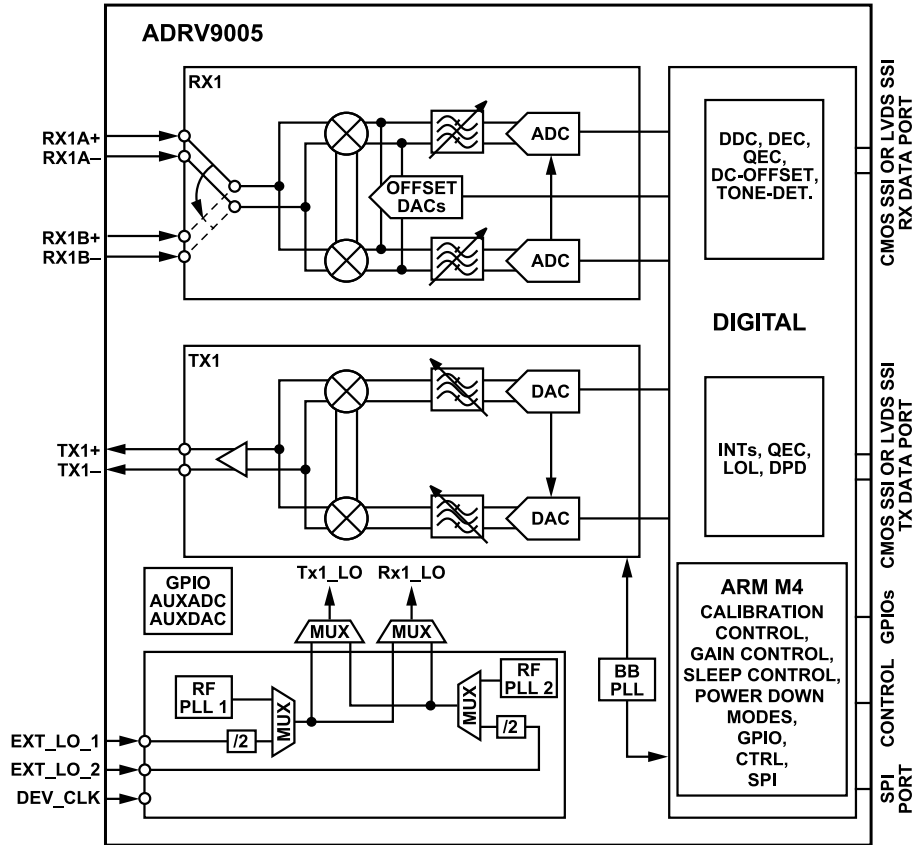 ADRV9005
RX1
RX1A+
RX1A–
RX1B+
RX1B–
ADC
OFFSET
DACs
ADC
DDC, DEC,
QEC,
DC-OFFSET,
TONE-DET.
CMOS SSI OR LVDS SSI
RX DATA PORT
DIGITAL
TX1
TX1+
TX1–
DAC
DAC
INTs, QEC,
LOL, DPD
CMOS SSI OR LVDS SSI
TX DATA PORT
GPIO
AUXADC
AUXDAC
Tx1_LO
Rx1_LO
MUX
MUX
RF
PLL 1
MUX
/2
MUX
RF
PLL 2
/2
EXT_LO_1
EXT_LO_2
DEV_CLK
BB
PLL
ARM M4
CALIBRATION
CONTROL,
GAIN CONTROL,
SLEEP CONTROL,
POWER DOWN
MODES,
GPIO,
CTRL,
SPI
GPIOs
CONTROL
SPI
PORT